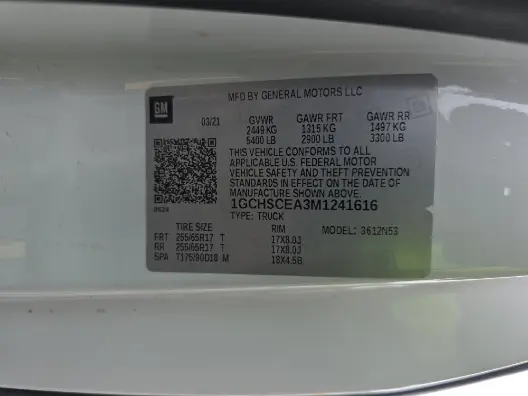 GM
MFD BY GENERAL MOTORS LLC
03/21 GVWR GAWR FRT GAWR RR
2449 KG 1315 KG 1497 KG
5400 LB 2900 LB 3300 LB
THIS VEHICLE CONFORMS TO ALL
APPLICABLE U.S. FEDERAL MOTOR
VEHICLE SAFETY AND THEFT PREVENTION
STANDARDS IN EFFECT ON THE DATE OF
MANUFACTURE SHOWN ABOVE.
1GCHSCEA3M1241616
TYPE: TRUCK
TIRE SIZE RIM MODEL: 3612N53
FRT 255/65R17 T 17X8.0J
RR 255/65R17 T 17X8.0J
SPA T175/90D18 M 18X4.5B